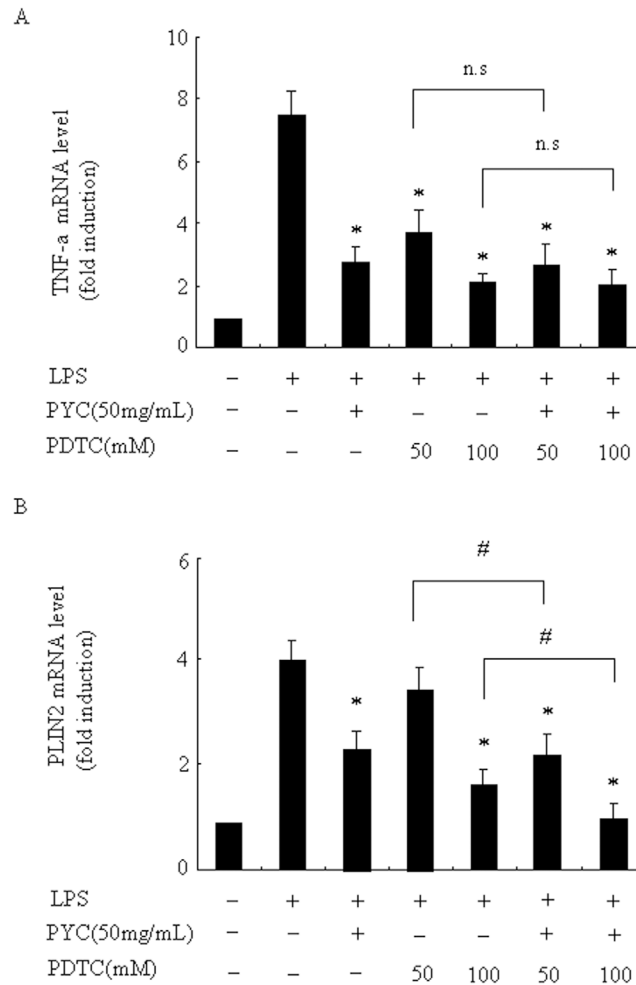 A
TNF-a mRNA level
(fold induction)
10
8
6
4
2
0
n.s
n.s
* * * * *
LPS – + + + + + +
PYC(50mg/mL) – – + – – + +
PDTC(mM) – – – 50 100 50 100
B
PLIN2 mRNA level
(fold induction)
6
4
2
0
#
#
* * * *
LPS – + + + + + +
PYC(50mg/mL) – – + – – + +
PDTC(mM) – – – 50 100 50 100